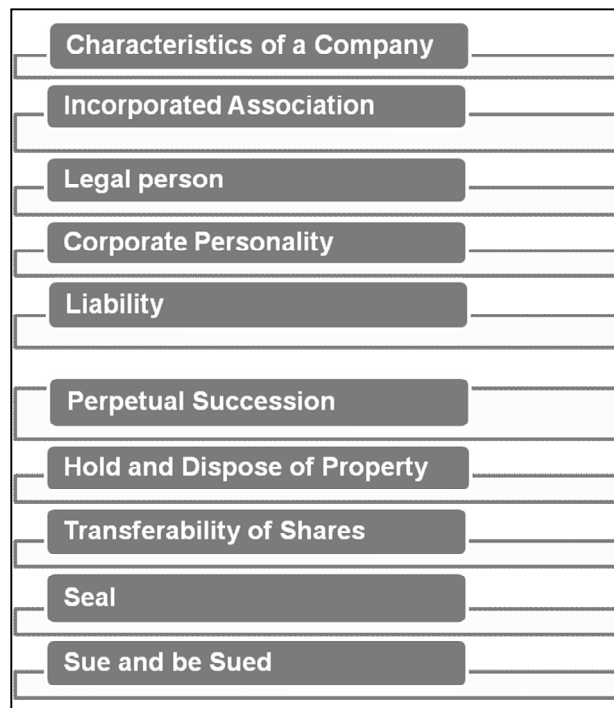 Characteristics of a Company
Incorporated Association
Legal person
Corporate Personality
Liability
Perpetual Succession
Hold and Dispose of Property
Transferability of Shares
Seal
Sue and be Sued